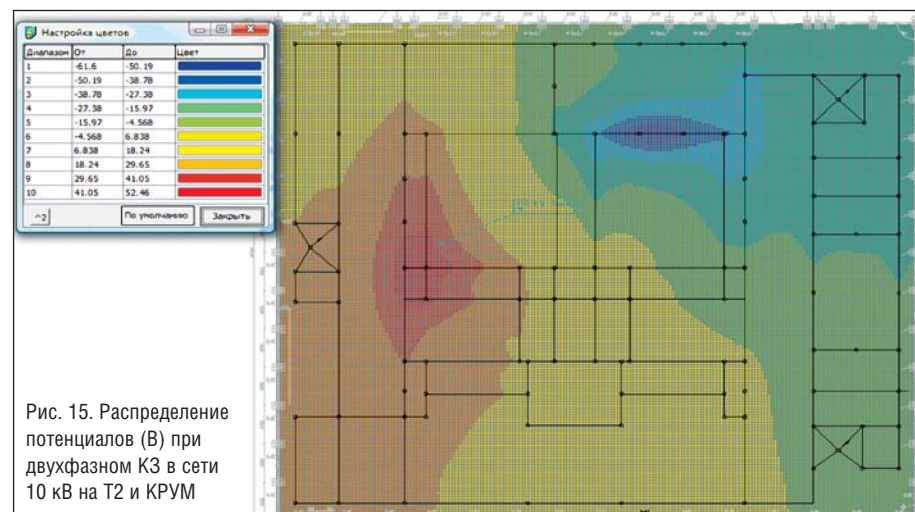 Настройка цветов
Диапазон От До Цвет
1 -61.6 -50.19
2 -50.19 -38.78
3 -38.78 -27.38
4 -27.38 -15.97
5 -15.97 -4.568
6 -4.568 6.838
7 6.838 18.24
8 18.24 29.65
9 29.65 41.05
10 41.05 52.46
^2 По умолчанию Закрыть
Рис. 15. Распределение
потенциалов (В) при
двухфазном КЗ в сети
10 кВ на Т2 и КРУМ